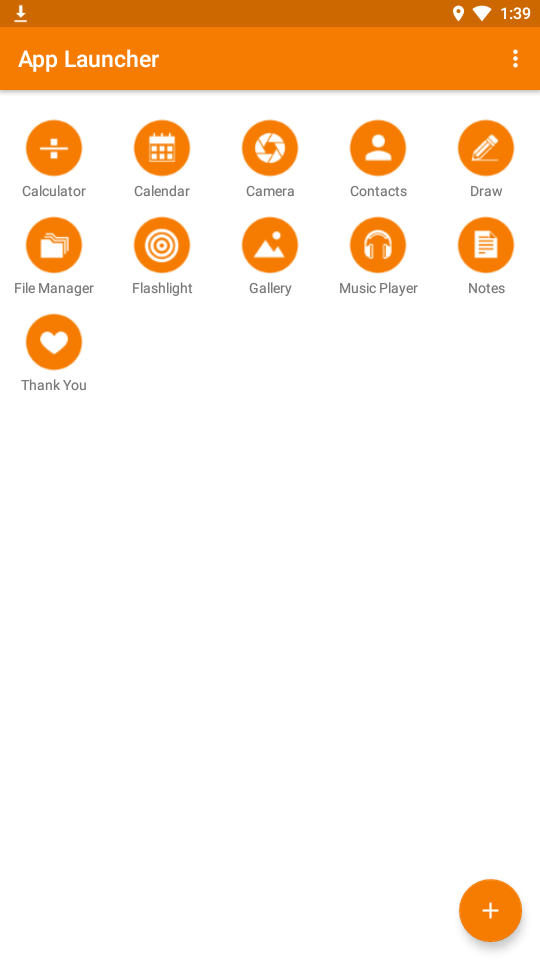 1:39
App Launcher
Calculator Calendar Camera Contacts Draw
File Manager Flashlight Gallery Music Player Notes
Thank You